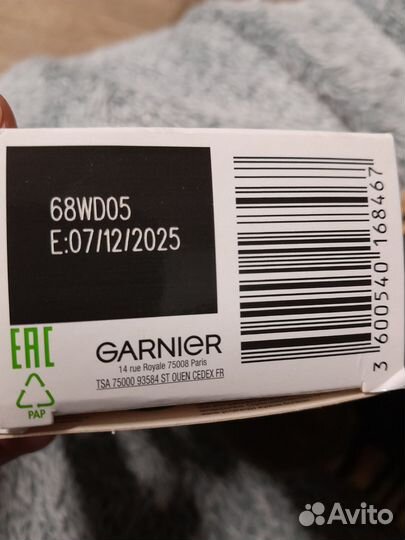 68WD05
E:07/12/2025
EAC
GARNIER
14 rue Royale 75008 Paris
TSA 75000 93584 ST OUEN CEDEX FR
PAP
3 600540 168467
Avito